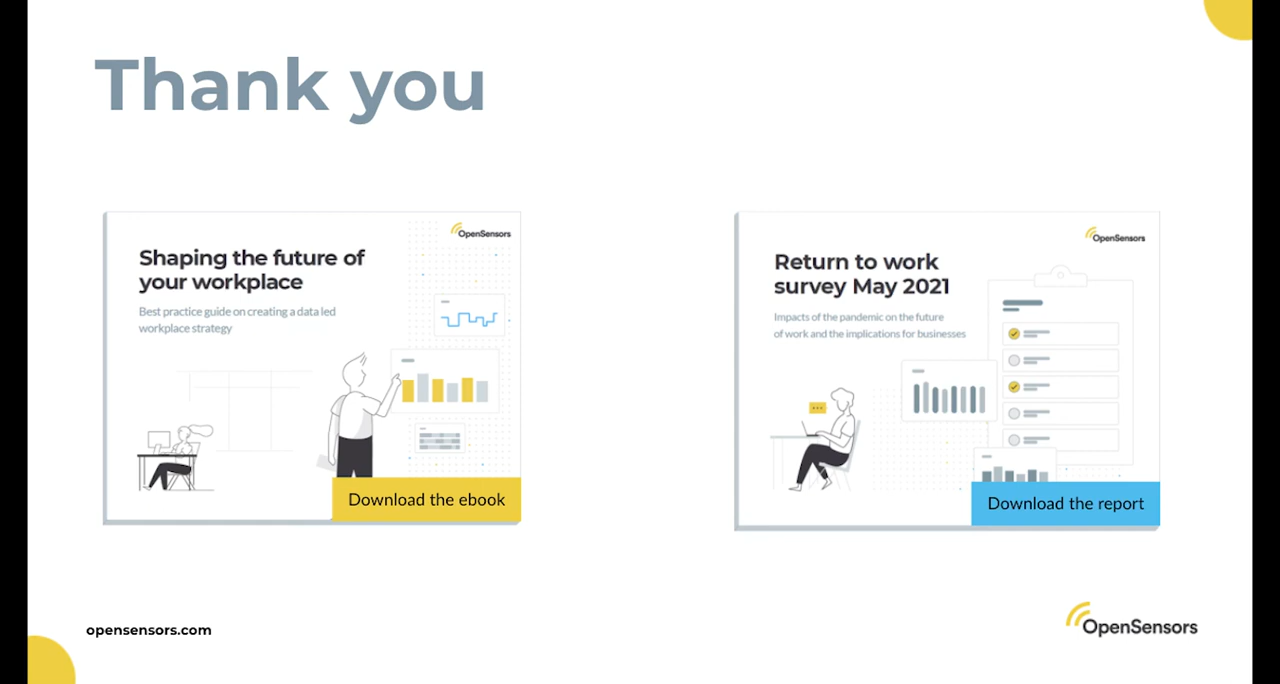 Thank you
OpenSensors
Shaping the future of
your workplace
Best practice guide on creating a data led
workplace strategy
Download the ebook
OpenSensors
Return to work
survey May 2021
Impacts of the pandemic on the future
of work and the implications for businesses
Download the report
opensensors.com
OpenSensors